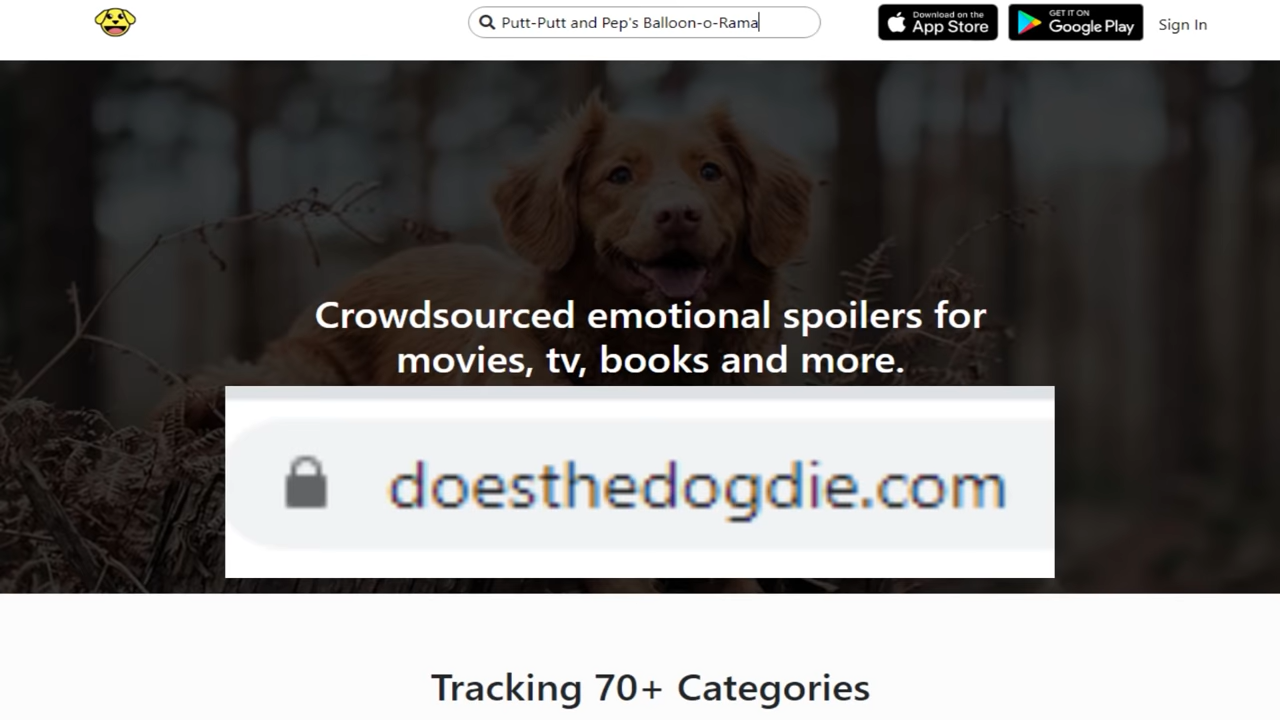 Putt-Putt and Pep's Balloon-o-Rama
Download on the
App Store
GET IT ON
Google Play
Sign In
Crowdsourced emotional spoilers for
movies, tv, books and more.
doesthedogdie.com
Tracking 70+ Categories